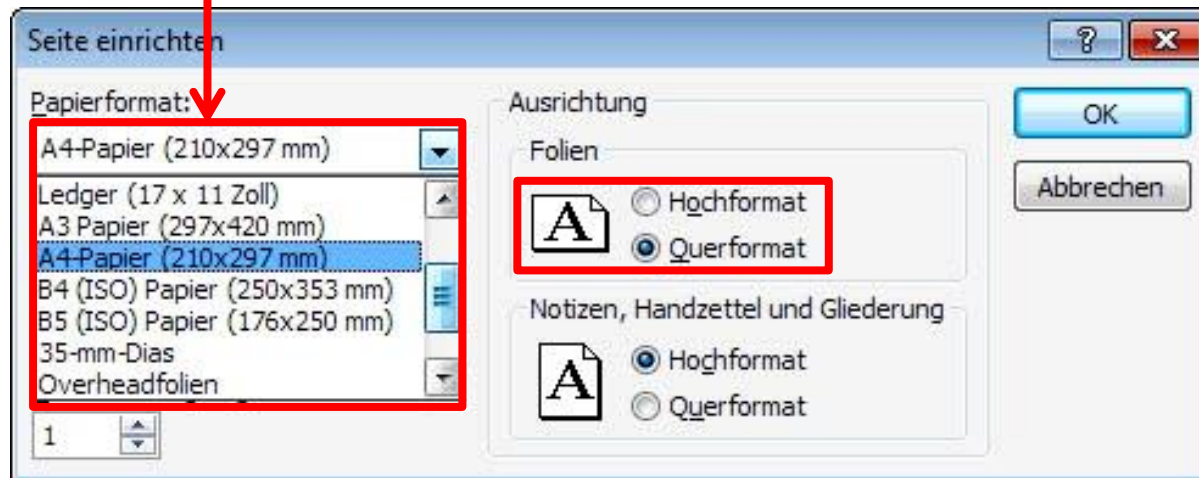 Seite einrichten
Papierformat:
A4-Papier (210x297 mm)
Ledger (17 x 11 Zoll)
A3 Papier (297x420 mm)
A4-Papier (210x297 mm)
B4 (ISO) Papier (250x353 mm)
B5 (ISO) Papier (176x250 mm)
35-mm-Dias
Overheadfolien
1
Ausrichtung
Folien
A
Hochformat
Querformat
Notizen, Handzettel und Gliederung
A
Hochformat
Querformat
?
OK
Abbrechen